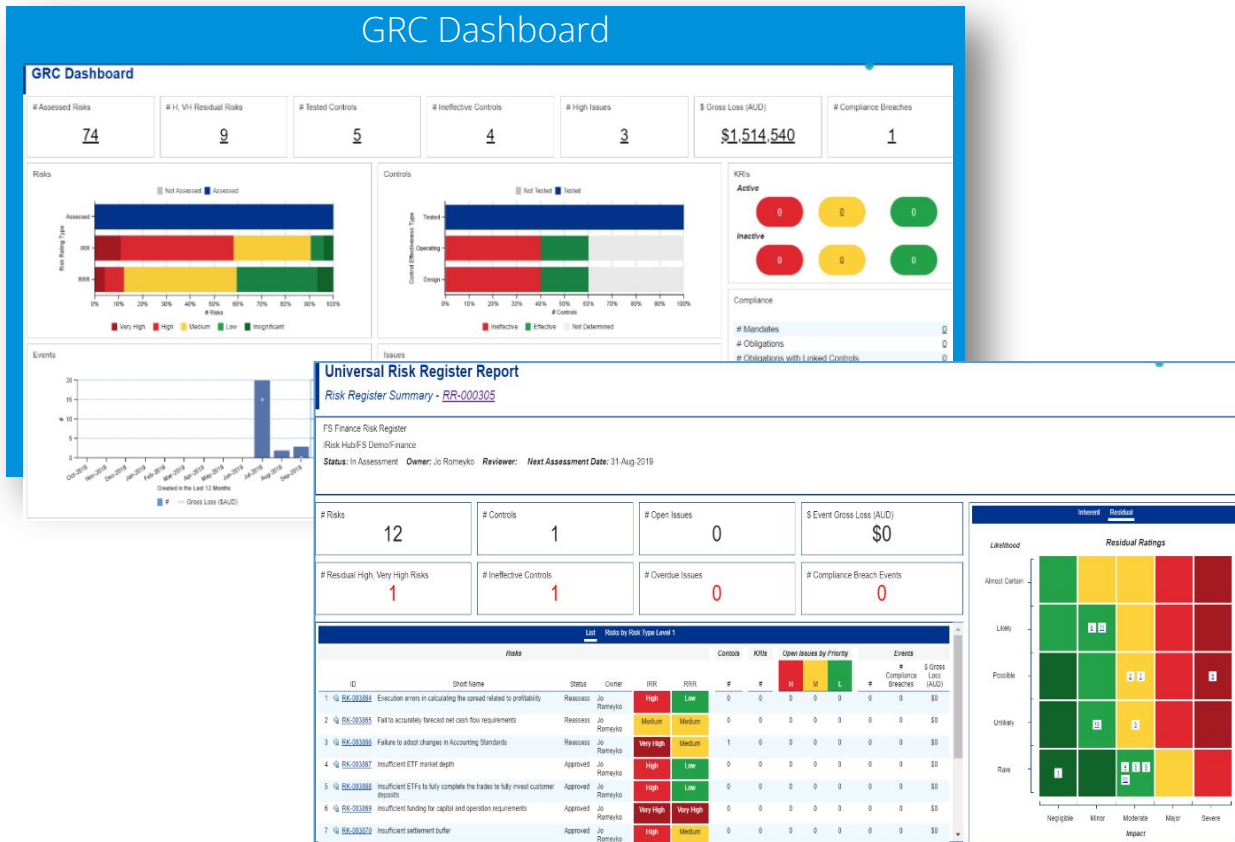 GRC Dashboard
GRC Dashboard
# Assessed Risks
74
# H, VH Residual Risks
9
# Tested Controls
5
# Ineffective Controls
4
# High Issues
3
$ Gross Loss (AUD)
$1,514,540
# Compliance Breaches
1
Risks
Not Assessed Assessed
Risk Rating Type
Assessed
IRR
RRR
0% 10% 20% 30% 40% 50% 60% 70% 80% 90% 100%
# Risks
Very High High Medium Low Insignificant
Controls
Not Tested Tested
Control Effectiveness Type
Tested
Operating
Design
0% 10% 20% 30% 40% 50% 60% 70% 80% 90% 100%
# Controls
Ineffective Effective Not Determined
KRIs
Active
0 0 0
Inactive
0 0 0
Compliance
# Mandates 0
# Obligations 0
# Obligations with Linked Controls 0
Events
#
20
15
10
5
0
Oct-2018 Nov-2018 Dec-2018 Jan-2019 Feb-2019 Mar-2019 Apr-2019 May-2019 Jun-2019 Jul-2019 Aug-2019 Sep-2019
Created in the Last 12 Months
# Gross Loss ($AUD)
Issues
Universal Risk Register Report
Risk Register Summary - RR-000305
FS Finance Risk Register
/Risk Hub/FS Demo/Finance
Status: In Assessment Owner: Jo Romeyko Reviewer: Next Assessment Date: 31-Aug-2019
# Risks
12
# Controls
1
# Open Issues
0
$ Event Gross Loss (AUD)
$0
# Residual High, Very High Risks
1
# Ineffective Controls
1
# Overdue Issues
0
# Compliance Breach Events
0
List Risks by Risk Type Level 1
Risks Contols KRIs Open Issues by Priority Events
ID Short Name Status Owner IRR RRR # # H M L # # Compliance Breaches $ Gross Loss (AUD)
1 RK-003864 Execution errors in calculating the spread related to profitability Reassess Jo Romeyko High Low 0 0 0 0 0 0 0 $0
2 RK-003865 Fail to accurately forecast net cash flow requirements Reassess Jo Romeyko Medium Medium 0 0 0 0 0 0 0 $0
3 RK-003866 Failure to adopt changes in Accounting Standards Reassess Jo Romeyko Very High Medium 1 0 0 0 0 0 0 $0
4 RK-003867 Insufficient ETF market depth Approved Jo Romeyko High Low 0 0 0 0 0 0 0 $0
5 RK-003868 Insufficient ETFs to fully complete the trades to fully invest customer deposits Approved Jo Romeyko High Low 0 0 0 0 0 0 0 $0
6 RK-003869 Insufficient funding for capital and operation requirements Approved Jo Romeyko Very High Very High 0 0 0 0 0 0 0 $0
7 RK-003870 Insufficient settlement buffer Approved Jo Romeyko High Medium 0 0 0 0 0 0 0 $0
Inherent Residual
Residual Ratings
Likelihood
Almost Certain
Likely
Possible
Unlikely
Rare
Negligible Minor Moderate Major Severe
Impact